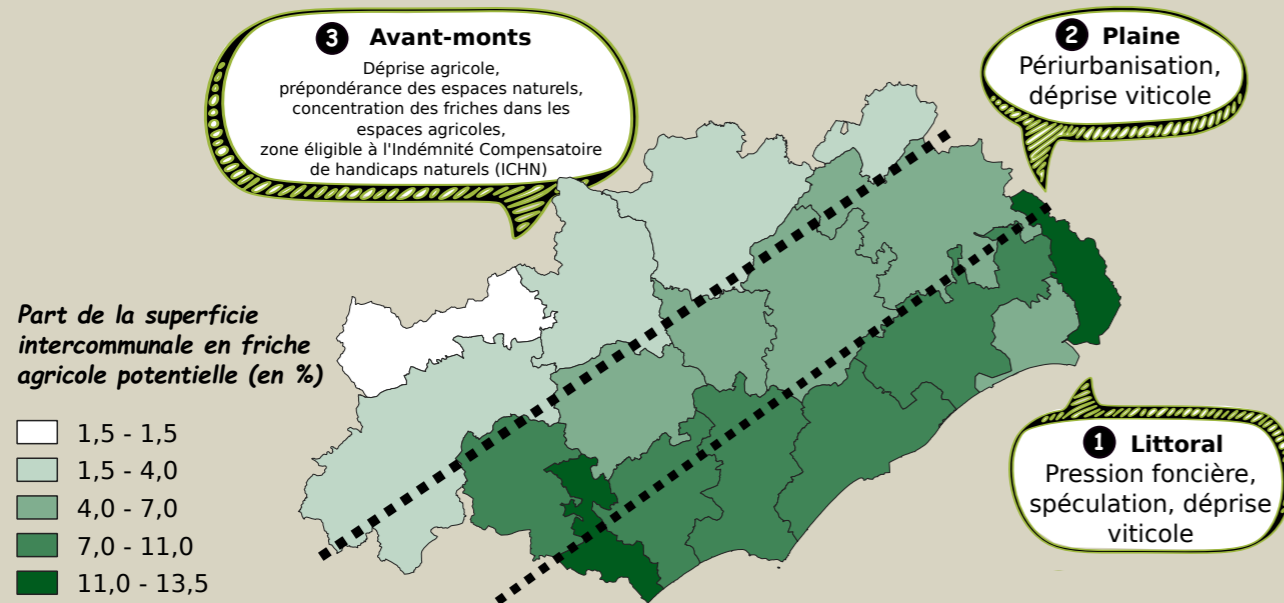 3 Avant-monts
Déprise agricole,
prépondérance des espaces naturels,
concentration des friches dans les
espaces agricoles,
zone éligible à l'Indémnité Compensatoire
de handicaps naturels (ICHN)
2 Plaine
Périurbanisation,
déprise viticole
Part de la superficie
intercommunale en friche
agricole potentielle (en %)
1,5 - 1,5
1,5 - 4,0
4,0 - 7,0
7,0 - 11,0
11,0 - 13,5
1 Littoral
Pression foncière,
spéculation, déprise
viticole